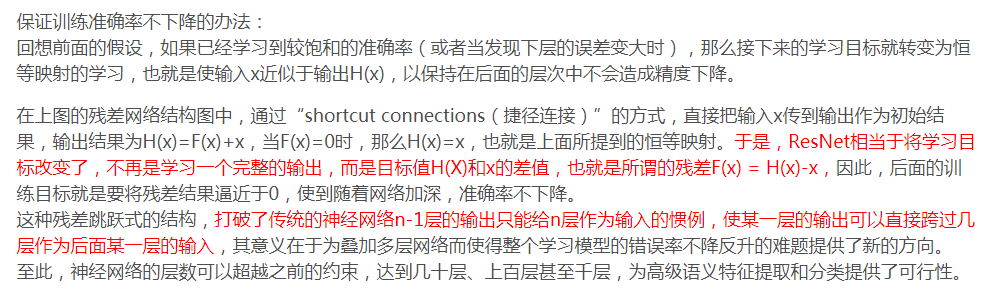 保证训练准确率不下降的办法：
回想前面的假设，如果已经学习到较饱和的准确率（或者当发现下层的误差变大时），那么接下来的学习目标就转变为恒
等映射的学习，也就是使输入x近似于输出H(x)，以保持在后面的层次中不会造成精度下降。
在上图的残差网络结构图中，通过“shortcut connections（捷径连接）”的方式，直接把输入x传到输出作为初始结
果，输出结果为H(x)=F(x)+x，当F(x)=0时，那么H(x)=x，也就是上面所提到的恒等映射。于是，ResNet相当于将学习目
标改变了，不再是学习一个完整的输出，而是目标值H(X)和x的差值，也就是所谓的残差F(x) = H(x)-x，因此，后面的训
练目标就是要将残差结果逼近于0，使到随着网络加深，准确率不下降。
这种残差跳跃式的结构，打破了传统的神经网络n-1层的输出只能给n层作为输入的惯例，使某一层的输出可以直接跨过几
层作为后面某一层的输入，其意义在于为叠加多层网络而使得整个学习模型的错误率不降反升的难题提供了新的方向。
至此，神经网络的层数可以超越之前的约束，达到几十层、上百层甚至千层，为高级语义特征提取和分类提供了可行性。